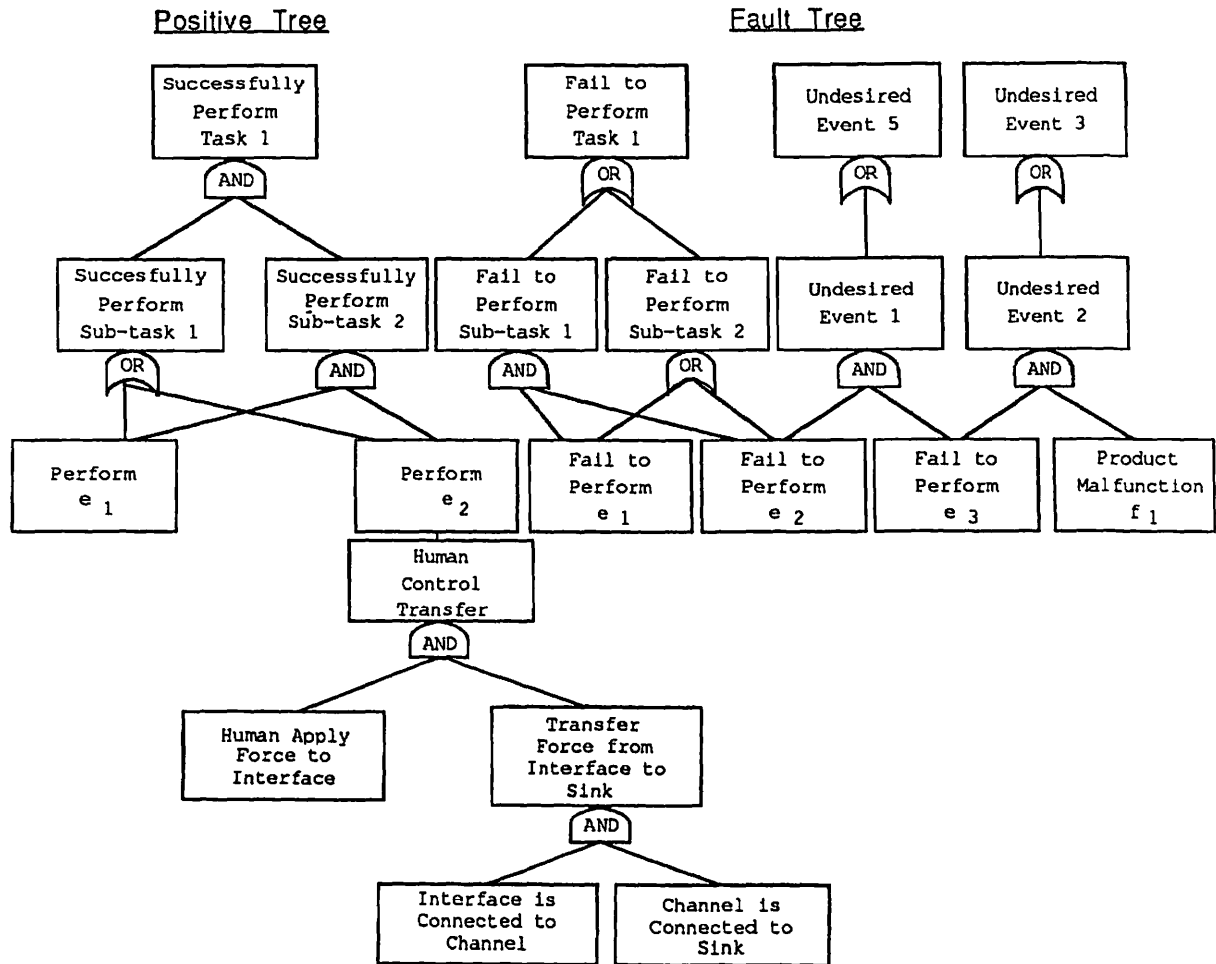 Positive Tree
Fault Tree
Successfully
Perform
Task 1
Fail to
Perform
Task 1
Undesired
Event 5
Undesired
Event 3
AND
OR
OR
OR
Succesfully
Perform
Sub-task 1
Successfully
Perform
Sub-task 2
Fail to
Perform
Sub-task 1
Fail to
Perform
Sub-task 2
Undesired
Event 1
Undesired
Event 2
OR
AND
AND
OR
AND
AND
Perform
e 1
Perform
e 2
Fail to
Perform
e 1
Fail to
Perform
e 2
Fail to
Perform
e 3
Product
Malfunction
f 1
Human
Control
Transfer
AND
Human Apply
Force to
Interface
Transfer
Force from
Interface to
Sink
AND
Interface is
Connected to
Channel
Channel is
Connected to
Sink